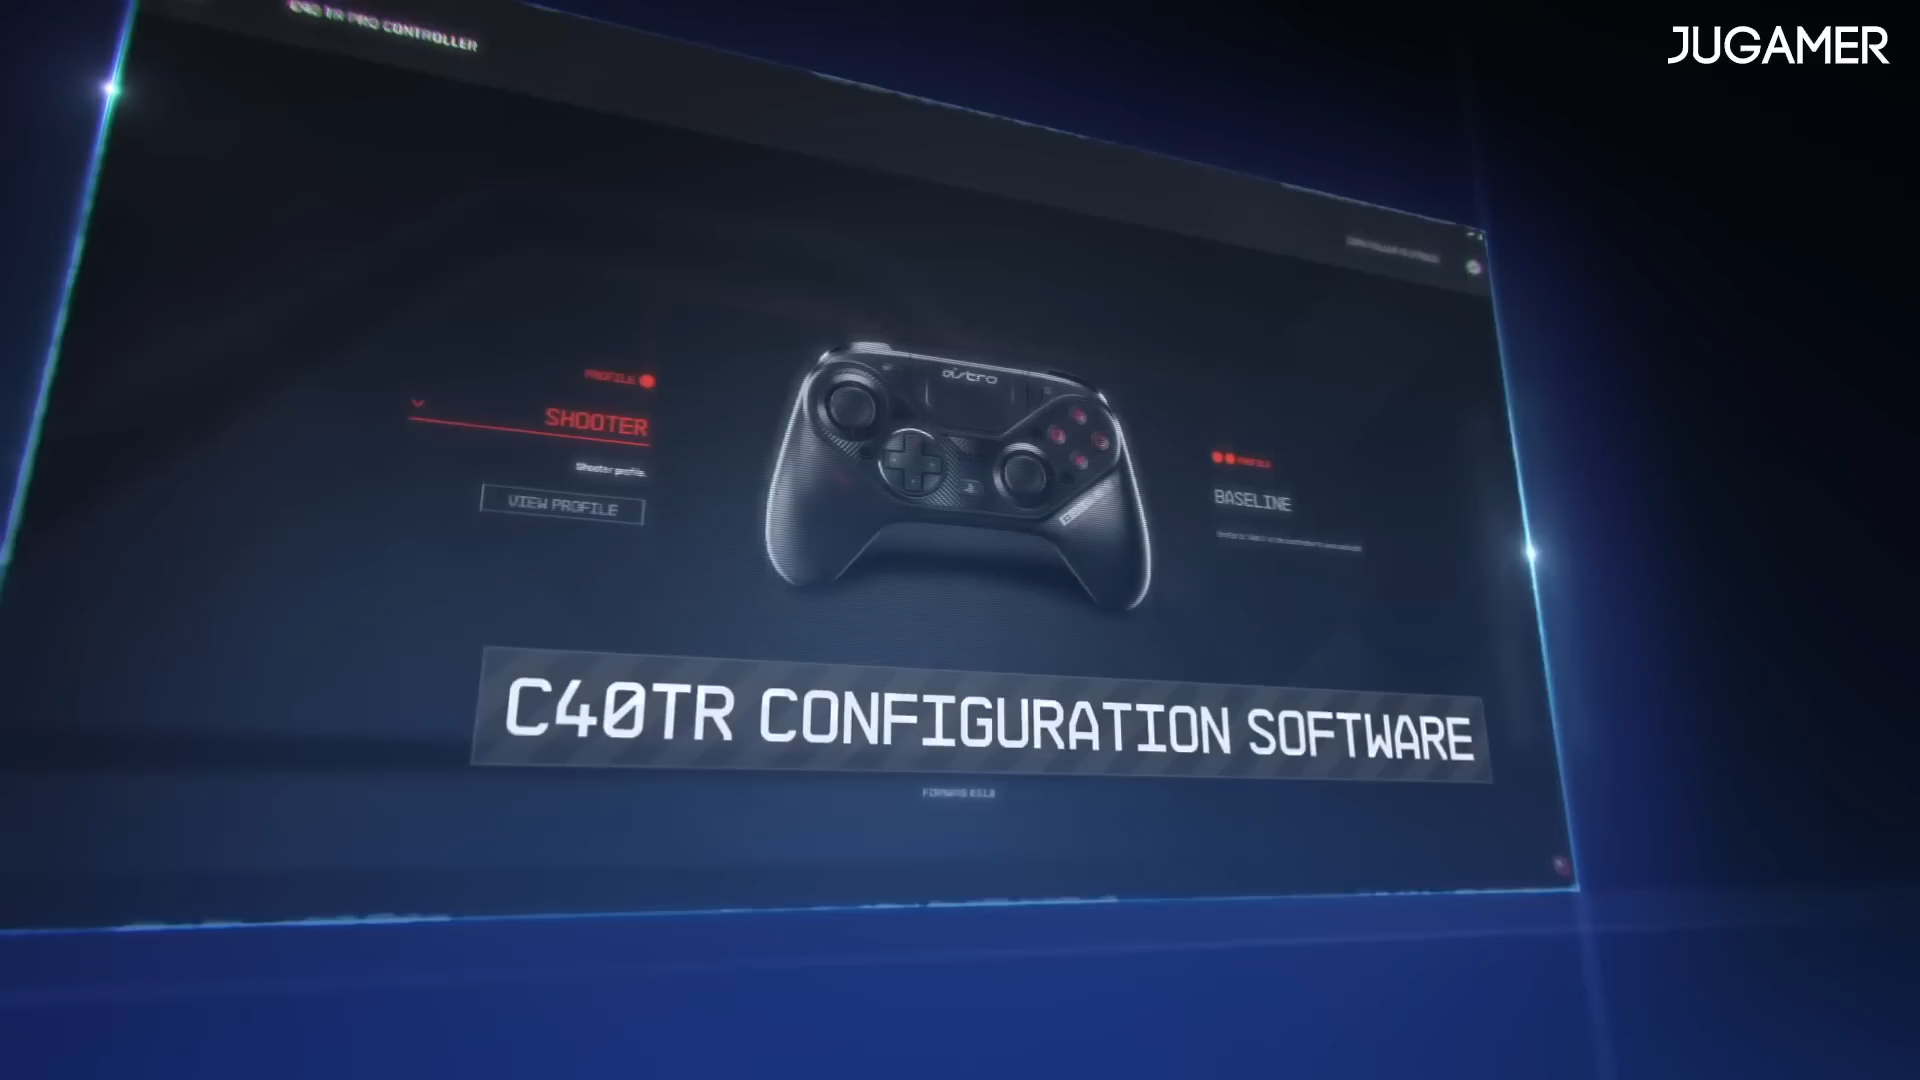 JUGAMER
C40 TR PRO CONTROLLER
astro
PROFILE
SHOOTER
Shooter profile.
VIEW PROFILE
PROFILE
BASELINE
C40TR CONFIGURATION SOFTWARE